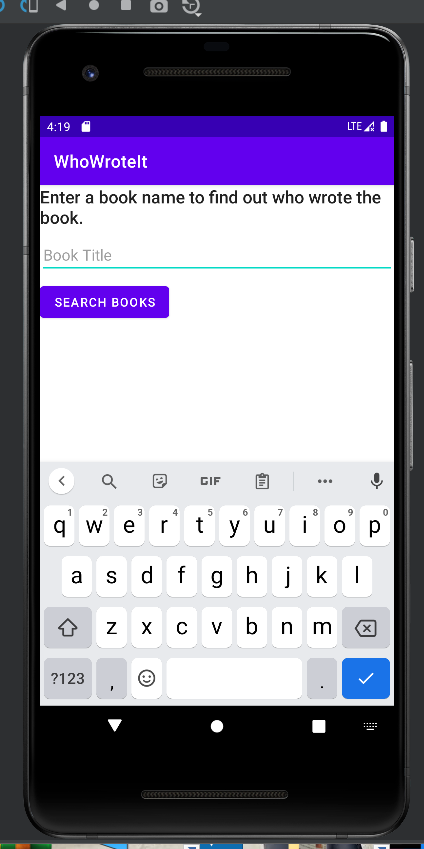 4:19 LTE
WhoWroteIt
Enter a book name to find out who wrote the
book.
Book Title
SEARCH BOOKS
GIF
1 2 3 4 5 6 7 8 9 0
q w e r t y u i o p
a s d f g h j k l
z x c v b n m
?123 , .